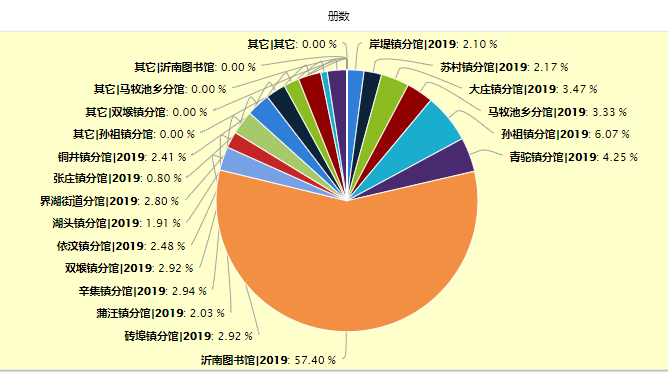 册数
其它|其它: 0.00 %
岸堤镇分馆|2019: 2.10 %
其它|沂南图书馆: 0.00 %
苏村镇分馆|2019: 2.17 %
其它|马牧池乡分馆: 0.00 %
大庄镇分馆|2019: 3.47 %
其它|双堠镇分馆: 0.00 %
马牧池乡分馆|2019: 3.33 %
其它|孙祖镇分馆: 0.00 %
孙祖镇分馆|2019: 6.07 %
铜井镇分馆|2019: 2.41 %
青驼镇分馆|2019: 4.25 %
张庄镇分馆|2019: 0.80 %
界湖街道分馆|2019: 2.80 %
湖头镇分馆|2019: 1.91 %
依汶镇分馆|2019: 2.48 %
双堠镇分馆|2019: 2.92 %
辛集镇分馆|2019: 2.94 %
蒲汪镇分馆|2019: 2.03 %
砖埠镇分馆|2019: 2.92 %
沂南图书馆|2019: 57.40 %